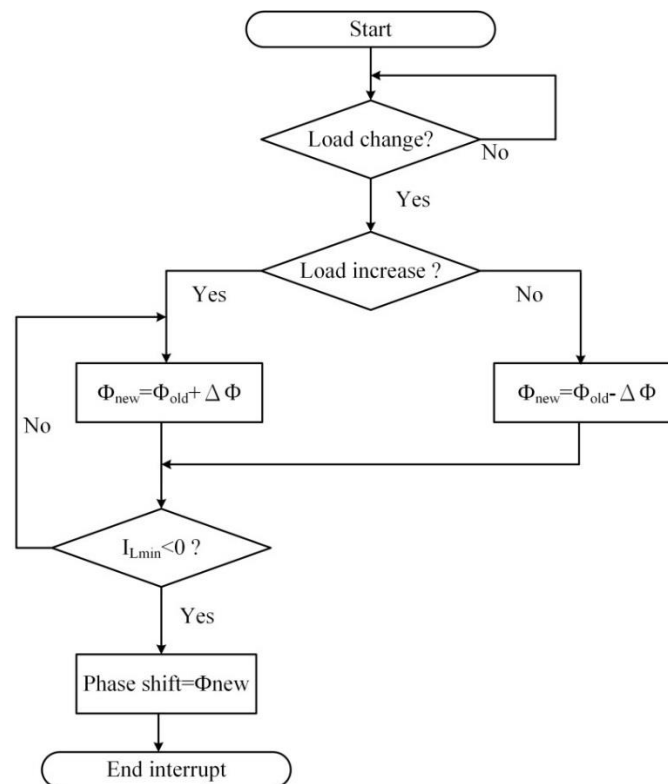 Start
Load change?
No
Yes
Load increase ?
Yes
No
Φnew=Φold+ΔΦ
Φnew=Φold-ΔΦ
No
ILmin<0 ?
Yes
Phase shift=Φnew
End interrupt